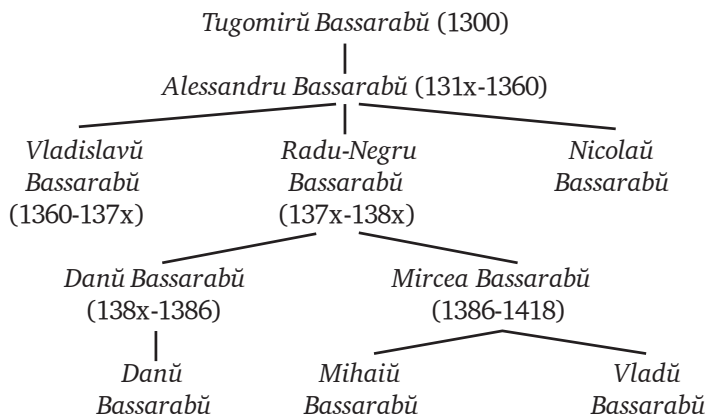 Tugomirŭ Bassarabŭ (1300)
Alessandru Bassarabŭ (131x-1360)
Vladislavŭ
Bassarabŭ
(1360-137x)
Radu-Negru
Bassarabŭ
(137x-138x)
Nicolaŭ
Bassarabŭ
Danŭ Bassarabŭ
(138x-1386)
Mircea Bassarabŭ
(1386-1418)
Danŭ
Bassarabŭ
Mihaiŭ
Bassarabŭ
Vladŭ
Bassarabŭ